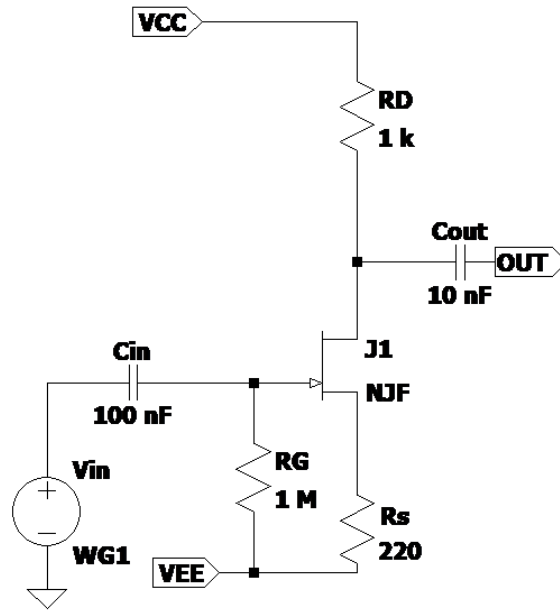 VCC
RD
1 k
Cout
OUT
10 nF
Cin
J1
100 nF
NJF
Vin
RG
1 M
Rs
WG1
VEE
220